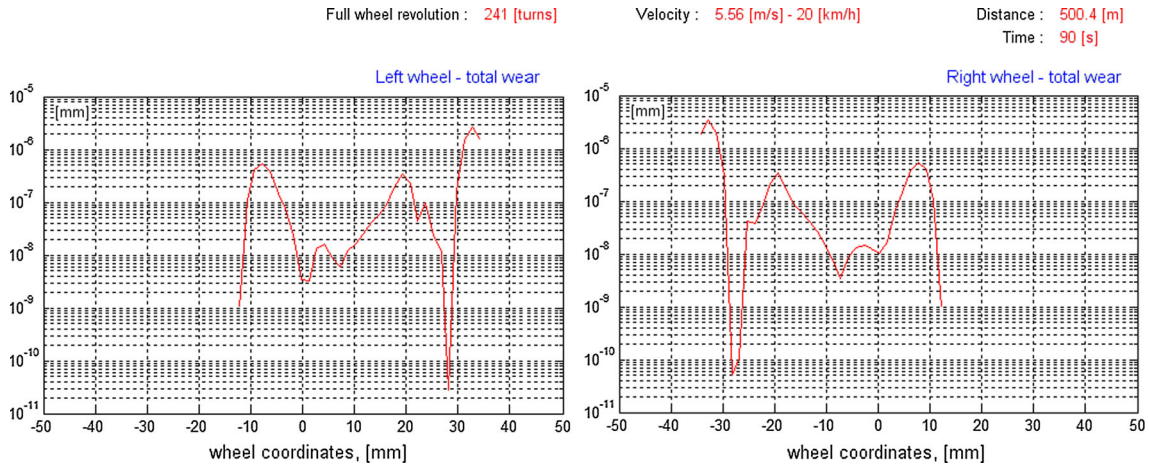 Full wheel revolution : 241 [turns] Velocity : 5.56 [m/s] - 20 [km/h] Distance : 500.4 [m]
Time : 90 [s]
Left wheel - total wear
[mm]
10-5
10-6
10-7
10-8
10-9
10-10
10-11
-50 -40 -30 -20 -10 0 10 20 30 40 50
wheel coordinates, [mm]
Right wheel - total wear
[mm]
10-5
10-6
10-7
10-8
10-9
10-10
10-11
-50 -40 -30 -20 -10 0 10 20 30 40 50
wheel coordinates, [mm]